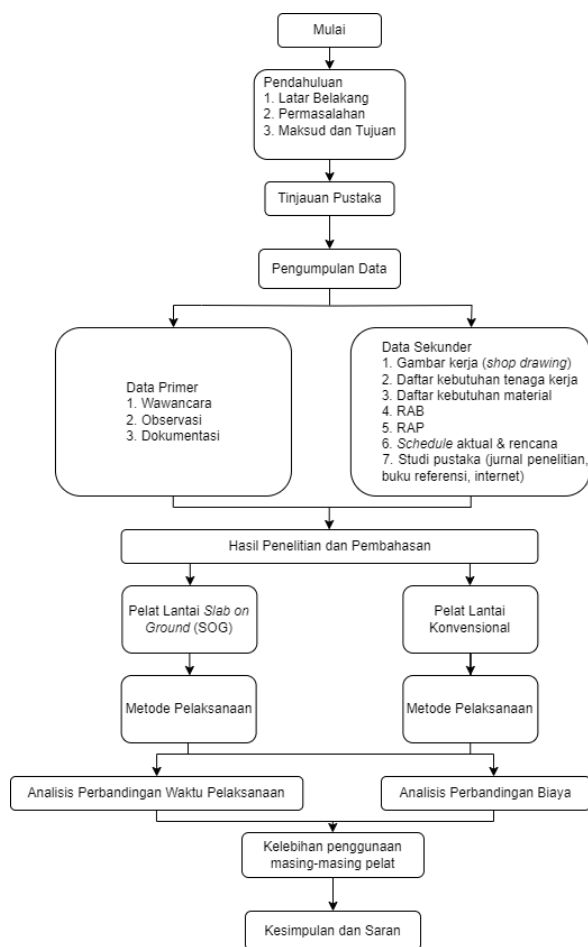 Mulai
Pendahuluan
1. Latar Belakang
2. Permasalahan
3. Maksud dan Tujuan
Tinjauan Pustaka
Pengumpulan Data
Data Primer
1. Wawancara
2. Observasi
3. Dokumentasi
Data Sekunder
1. Gambar kerja (shop drawing)
2. Daftar kebutuhan tenaga kerja
3. Daftar kebutuhan material
4. RAB
5. RAP
6. Schedule aktual & rencana
7. Studi pustaka (jurnal penelitian,
buku referensi, internet)
Hasil Penelitian dan Pembahasan
Pelat Lantai Slab on
Ground (SOG)
Pelat Lantai
Konvensional
Metode Pelaksanaan
Metode Pelaksanaan
Analisis Perbandingan Waktu Pelaksanaan
Analisis Perbandingan Biaya
Kelebihan penggunaan
masing-masing pelat
Kesimpulan dan Saran